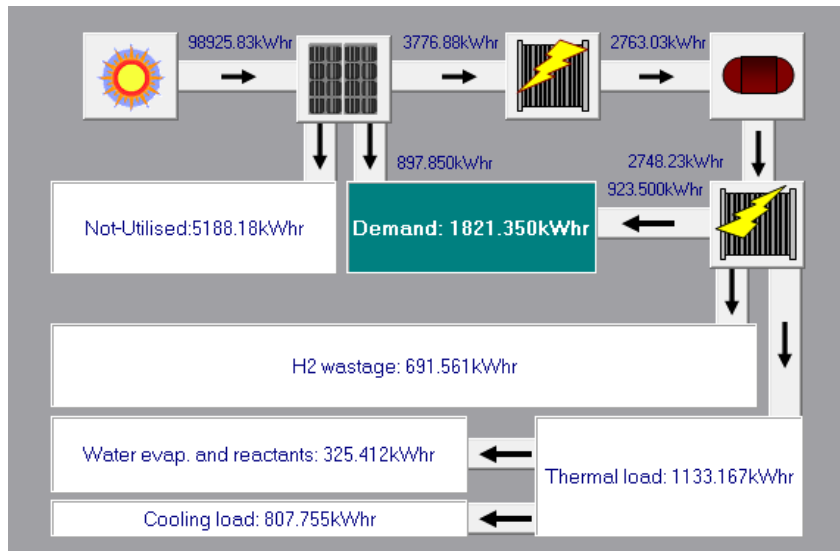 98925.83kWhr
3776.88kWhr
2763.03kWhr
897.850kWhr
2748.23kWhr
923.500kWhr
Not-Utilised:5188.18kWhr
Demand: 1821.350kWhr
H2 wastage: 691.561kWhr
Water evap. and reactants: 325.412kWhr
Thermal load: 1133.167kWhr
Cooling load: 807.755kWhr